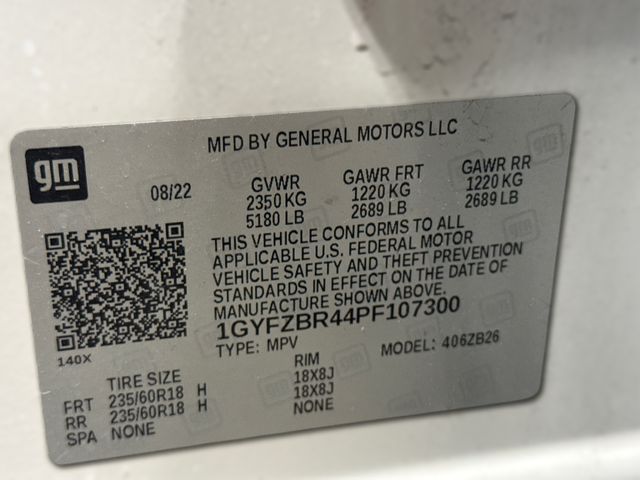 MFD BY GENERAL MOTORS LLC
gm
08/22 GVWR GAWR FRT GAWR RR
2350 KG 1220 KG 1220 KG
5180 LB 2689 LB 2689 LB
THIS VEHICLE CONFORMS TO ALL
APPLICABLE U.S. FEDERAL MOTOR
VEHICLE SAFETY AND THEFT PREVENTION
STANDARDS IN EFFECT ON THE DATE OF
MANUFACTURE SHOWN ABOVE.
1GYFZBR44PF107300
140X TYPE: MPV MODEL: 406ZB26
TIRE SIZE RIM
FRT 235/60R18 H 18X8J
RR 235/60R18 H 18X8J
SPA NONE NONE